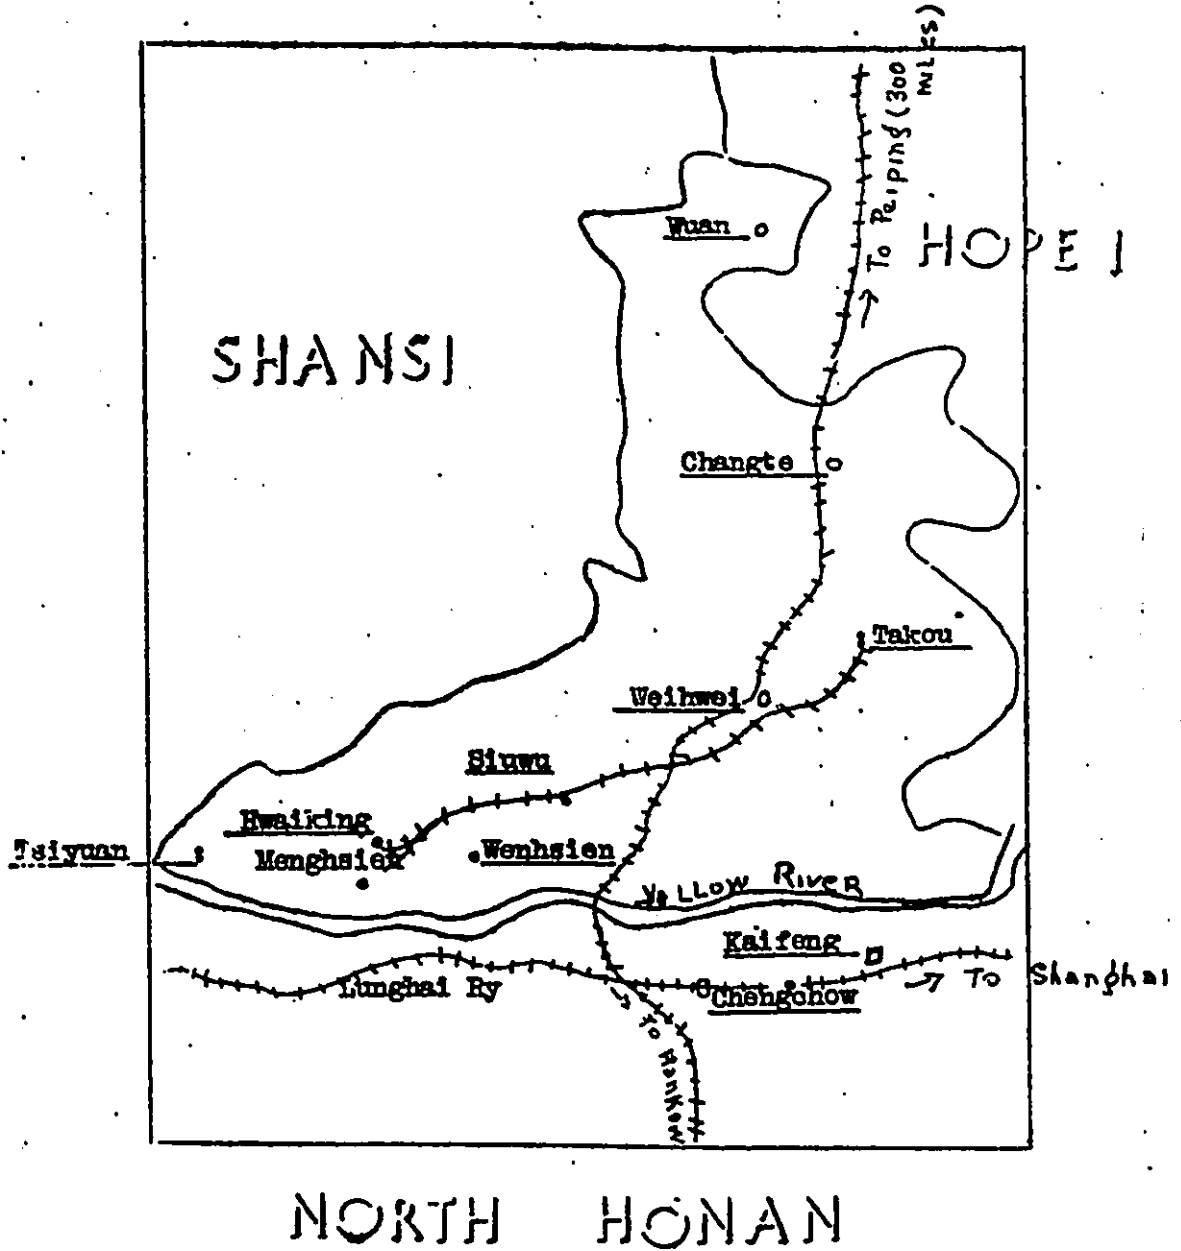 To Peiping (300 MILES)
Wuan
HOPEI
SHANSI
Changte
Takou
Weihwei
Siuwu
Hwaiking
Tsiyuan
Menghsien
Wenhsien
YELLOW RIVER
Kaifeng
Lunghai Ry
Chengchow
To Shanghai
To Hankow
NORTH HONAN